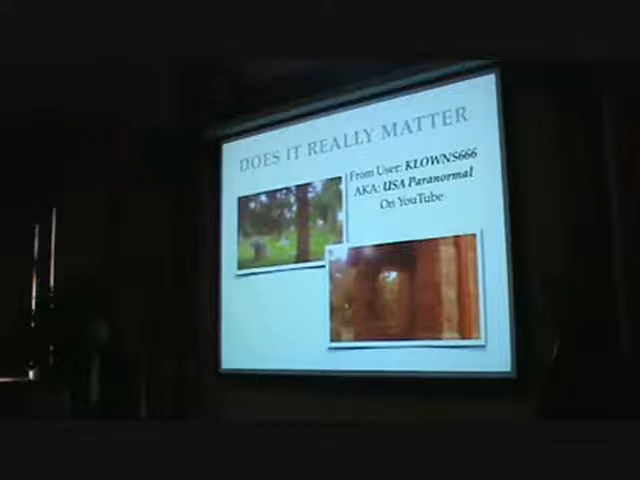 DOES IT REALLY MATTER
From User: KLOWNS666
AKA: USA Paranormal
On YouTube